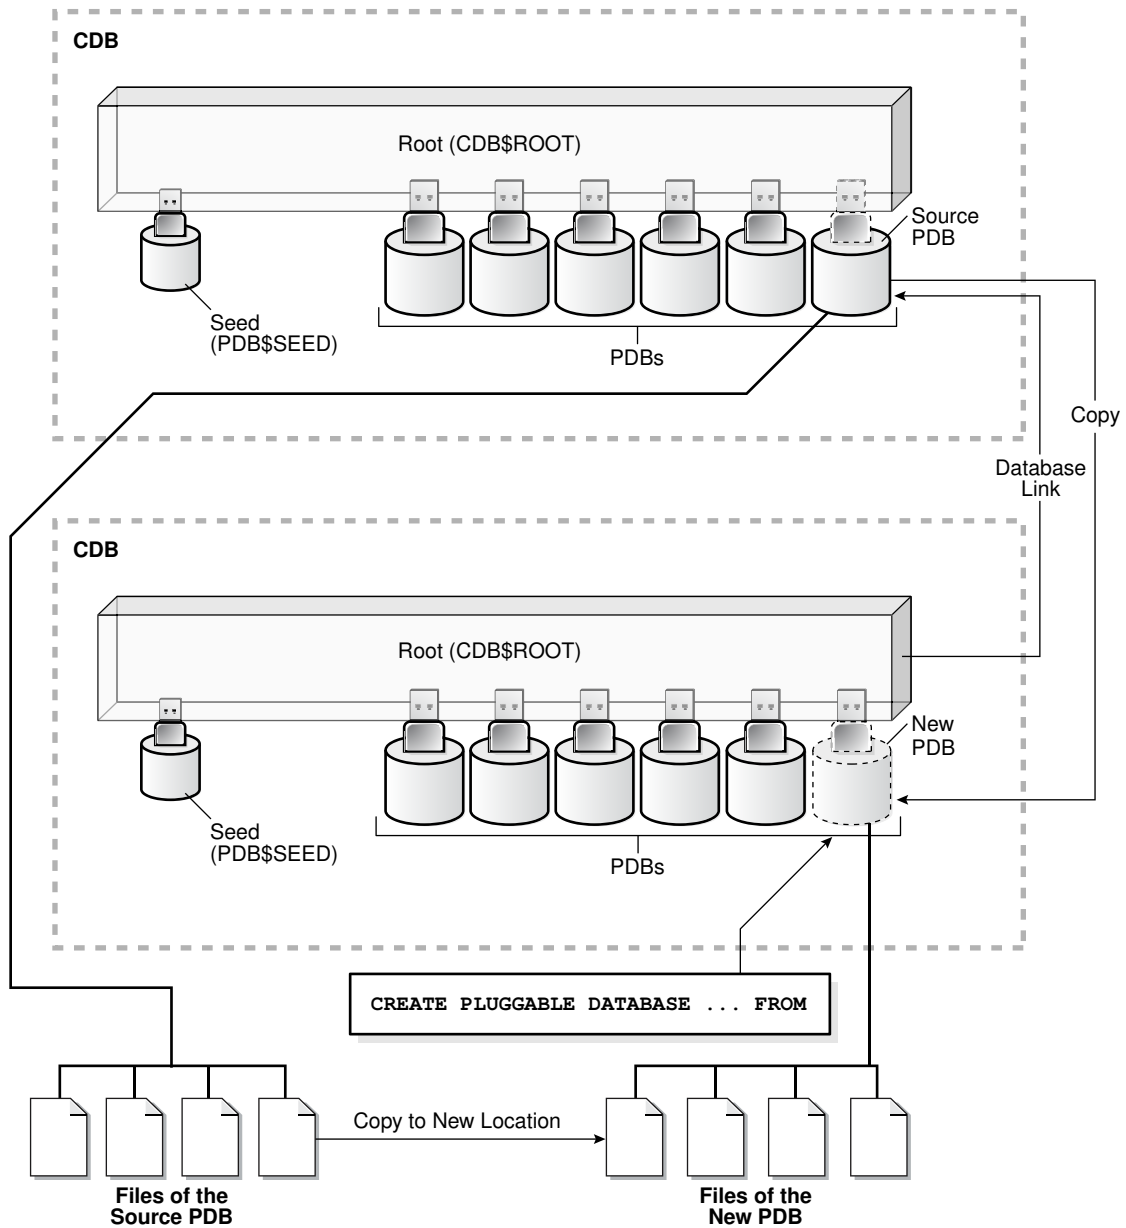 CDB
Root (CDB$ROOT)
Source
PDB
Seed
(PDB$SEED)
PDBs
Copy
Database
Link
CDB
Root (CDB$ROOT)
New
PDB
Seed
(PDB$SEED)
PDBs
CREATE PLUGGABLE DATABASE ... FROM
Copy to New Location
Files of the
Source PDB
Files of the
New PDB